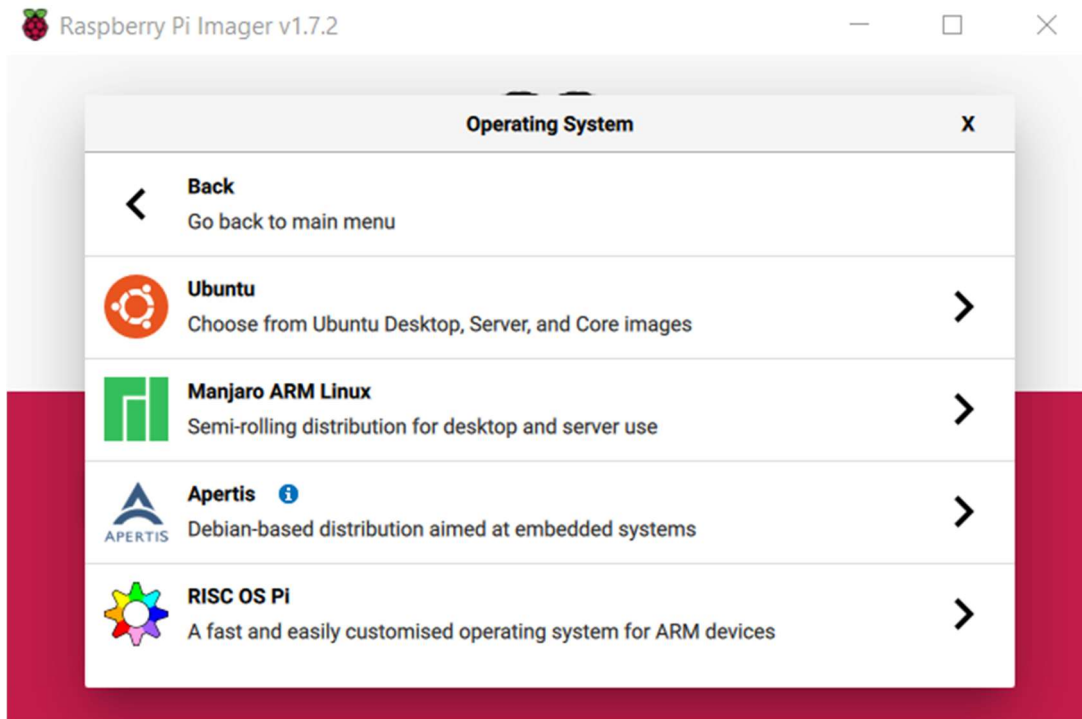 Raspberry Pi Imager v1.7.2
Operating System X
Back
Go back to main menu
Ubuntu
Choose from Ubuntu Desktop, Server, and Core images
Manjaro ARM Linux
Semi-rolling distribution for desktop and server use
Apertis
Debian-based distribution aimed at embedded systems
APERTIS
RISC OS Pi
A fast and easily customised operating system for ARM devices